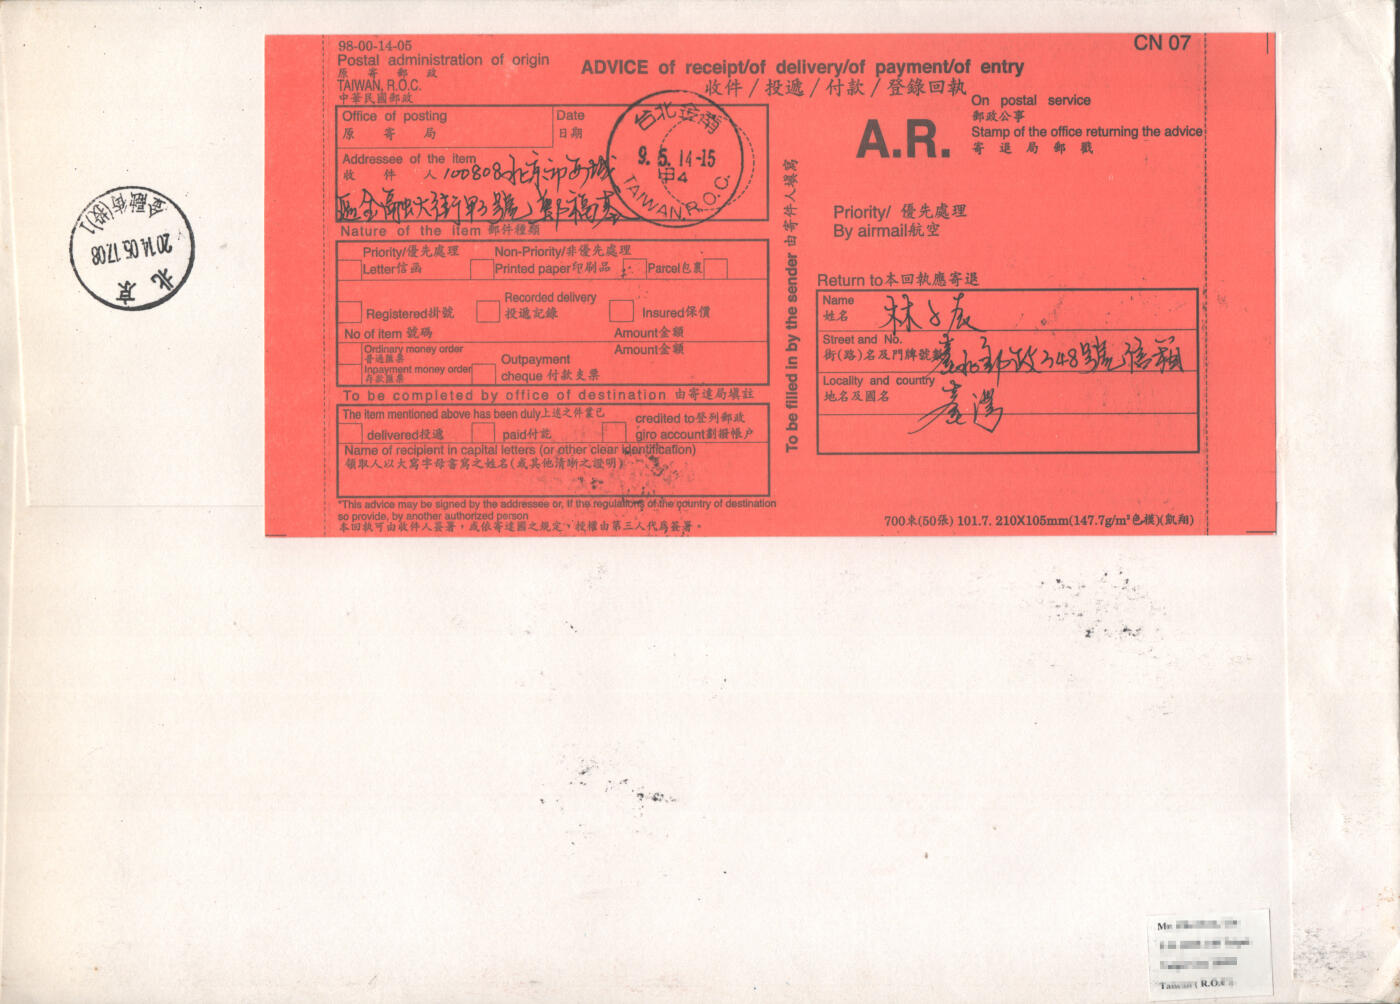 98-00-14-05
Postal administration of origin
原寄郵政
TAIWAN, R.O.C.
中華民國郵政
CN 07
ADVICE of receipt/of delivery/of payment/of entry
收件/投遞/付款/登錄回執
Office of posting
原寄局
Date
日期
Addressee of the item
收件人
100808北京市西城
區金融大街甲3號 鄭福基
台北金南
9. 5. 14-15
甲4
TAIWAN,R.O.C.
Nature of the item 郵件種類
Priority/優先處理 Non-Priority/非優先處理
Letter信函 Printed paper印刷品 Parcel包裹
Registered掛號
Recorded delivery
投遞記錄
Insured保價
No of item 號碼 Amount金額
Ordinary money order
普通匯票
Amount金額
Inpayment money order
存款匯票
Outpayment
cheque 付款支票
To be completed by office of destination 由寄達局填註
The item mentioned above has been duly上述之件業已
delivered投遞
paid付訖
credited to登列郵政
giro account劃撥帳户
Name of recipient in capital letters (or other clear identification)
領取人以大寫字母書寫之姓名(或其他清晰之證明)
*This advice may be signed by the addressee or, if the regulations of the country of destination
so provide, by another authorized person
本回執可由收件人簽署，或依寄達國之規定，授權由第三人代為簽署。
To be filled in by the sender 由寄件人填寫
A.R.
On postal service
郵政公事
Stamp of the office returning the advice
寄退局郵戳
Priority/ 優先處理
By airmail航空
Return to本回執應寄退
Name
姓名
林
Street and No.
街(路)名及門牌號數
臺北郵政348號信箱
Locality and country
地名及國名
臺灣
700束(50張) 101.7. 210X105mm(147.7g/m²色模)(凱翔)
北京
2014.05.17.08
金融街(投)
Taiwan ( R.O.C )